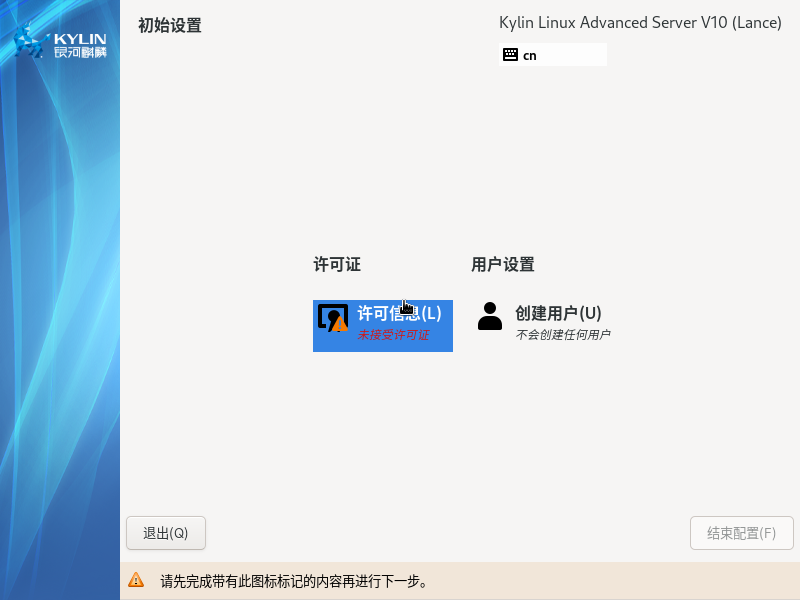 KYLIN
银河麒麟
初始设置
Kylin Linux Advanced Server V10 (Lance)
cn
许可证
用户设置
许可信息(L)
未接受许可证
创建用户(U)
不会创建任何用户
退出(Q)
结束配置(F)
请先完成带有此图标标记的内容再进行下一步。